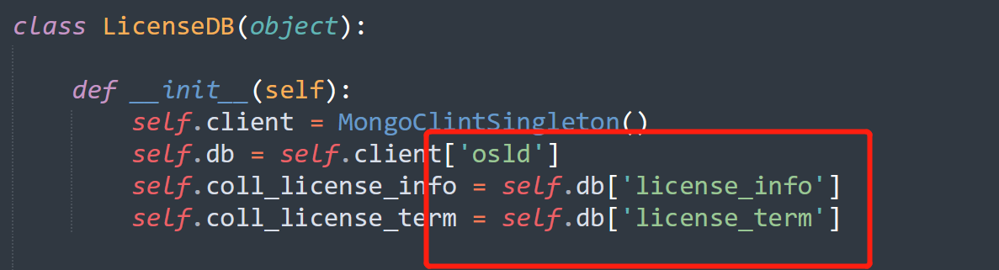 class LicenseDB(object):
def __init__(self):
self.client = MongoClintSingleton()
self.db = self.client['osld']
self.coll_license_info = self.db['license_info']
self.coll_license_term = self.db['license_term']